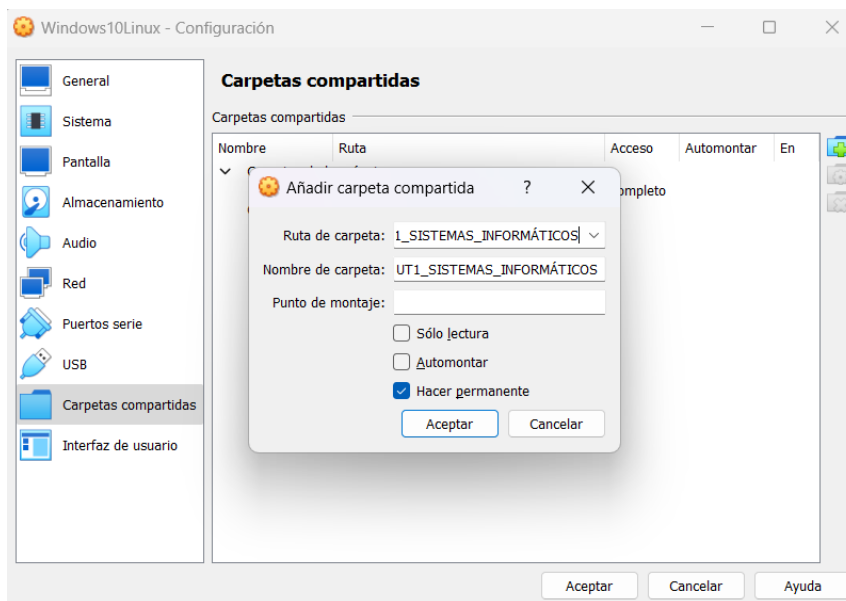 Windows10Linux - Configuración
General
Sistema
Pantalla
Almacenamiento
Audio
Red
Puertos serie
USB
Carpetas compartidas
Interfaz de usuario
Carpetas compartidas
Carpetas compartidas
Nombre Ruta Acceso Automontar En
Añadir carpeta compartida ?
Ruta de carpeta: 1_SISTEMAS_INFORMÁTICOS
Nombre de carpeta: UT1_SISTEMAS_INFORMÁTICOS
Punto de montaje:
Sólo lectura
Automontar
Hacer permanente
Aceptar Cancelar
Aceptar Cancelar Ayuda